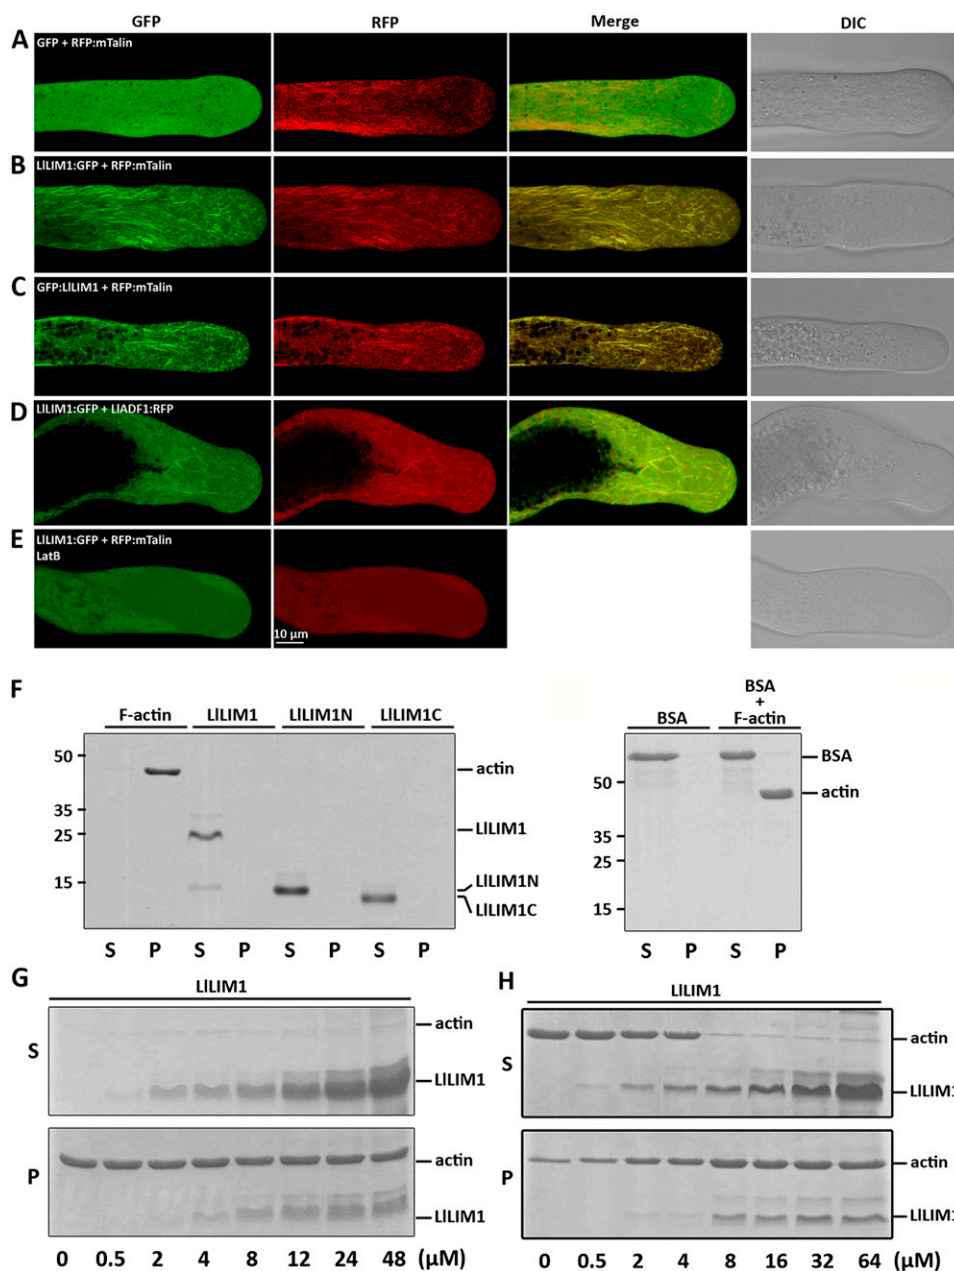 GFP RFP Merge DIC
A GFP + RFP:mTalin
B LlLIM1:GFP + RFP:mTalin
C GFP:LlLIM1 + RFP:mTalin
D LlLIM1:GFP + LlADF1:RFP
E LlLIM1:GFP + RFP:mTalin
LatB
10 µm
F
F-actin LlLIM1 LlLIM1N LlLIM1C
50
35
25
15
actin
LlLIM1
LlLIM1N
LlLIM1C
S P S P S P S P
BSA BSA
+
F-actin
50
35
25
15
BSA
actin
S P S P
G
LlLIM1
S
actin
LlLIM1
P
actin
LlLIM1
0 0.5 2 4 8 12 24 48 (µM)
H
LlLIM1
S
actin
LlLIM1
P
actin
LlLIM1
0 0.5 2 4 8 16 32 64 (µM)